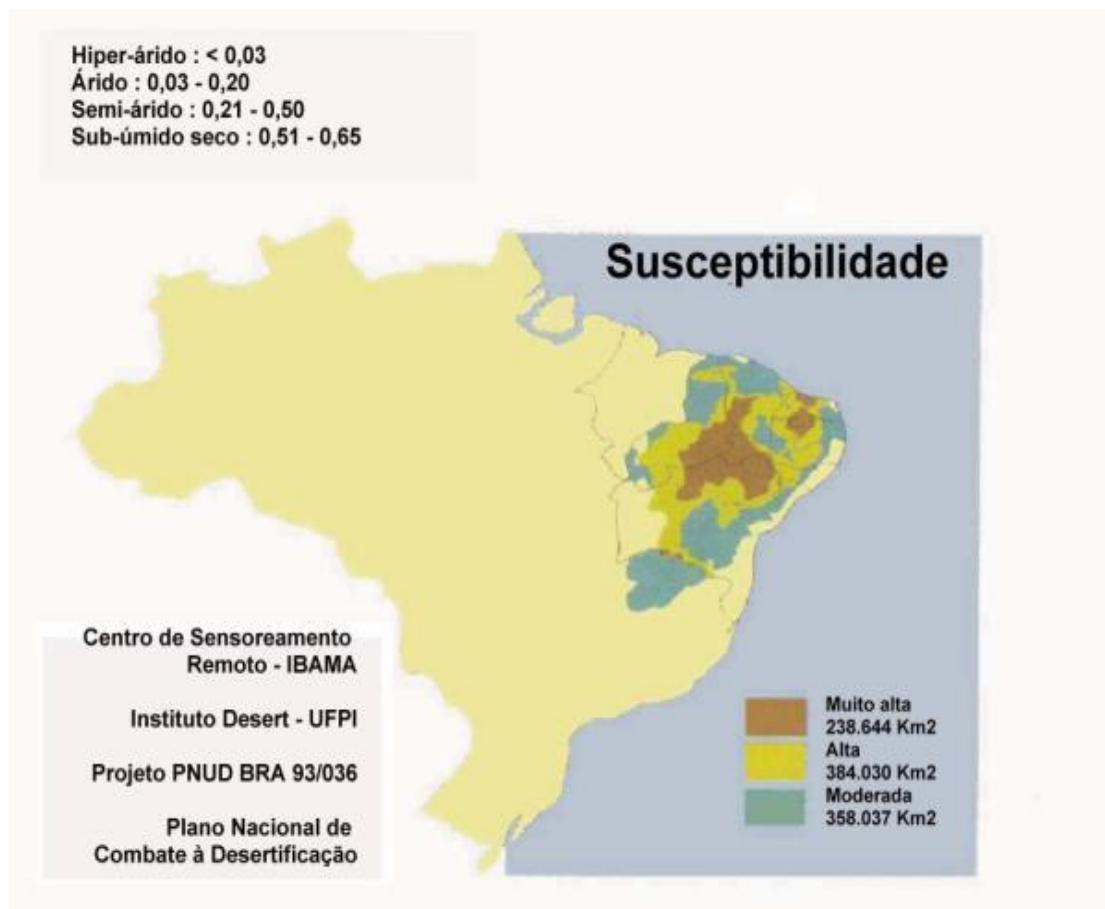 Hiper-árido : < 0,03
Árido : 0,03 - 0,20
Semi-árido : 0,21 - 0,50
Sub-úmido seco : 0,51 - 0,65
Susceptibilidade
Centro de Sensoreamento
Remoto - IBAMA
Instituto Desert - UFPI
Projeto PNUD BRA 93/036
Plano Nacional de
Combate à Desertificação
Muito alta
238.644 Km2
Alta
384.030 Km2
Moderada
358.037 Km2